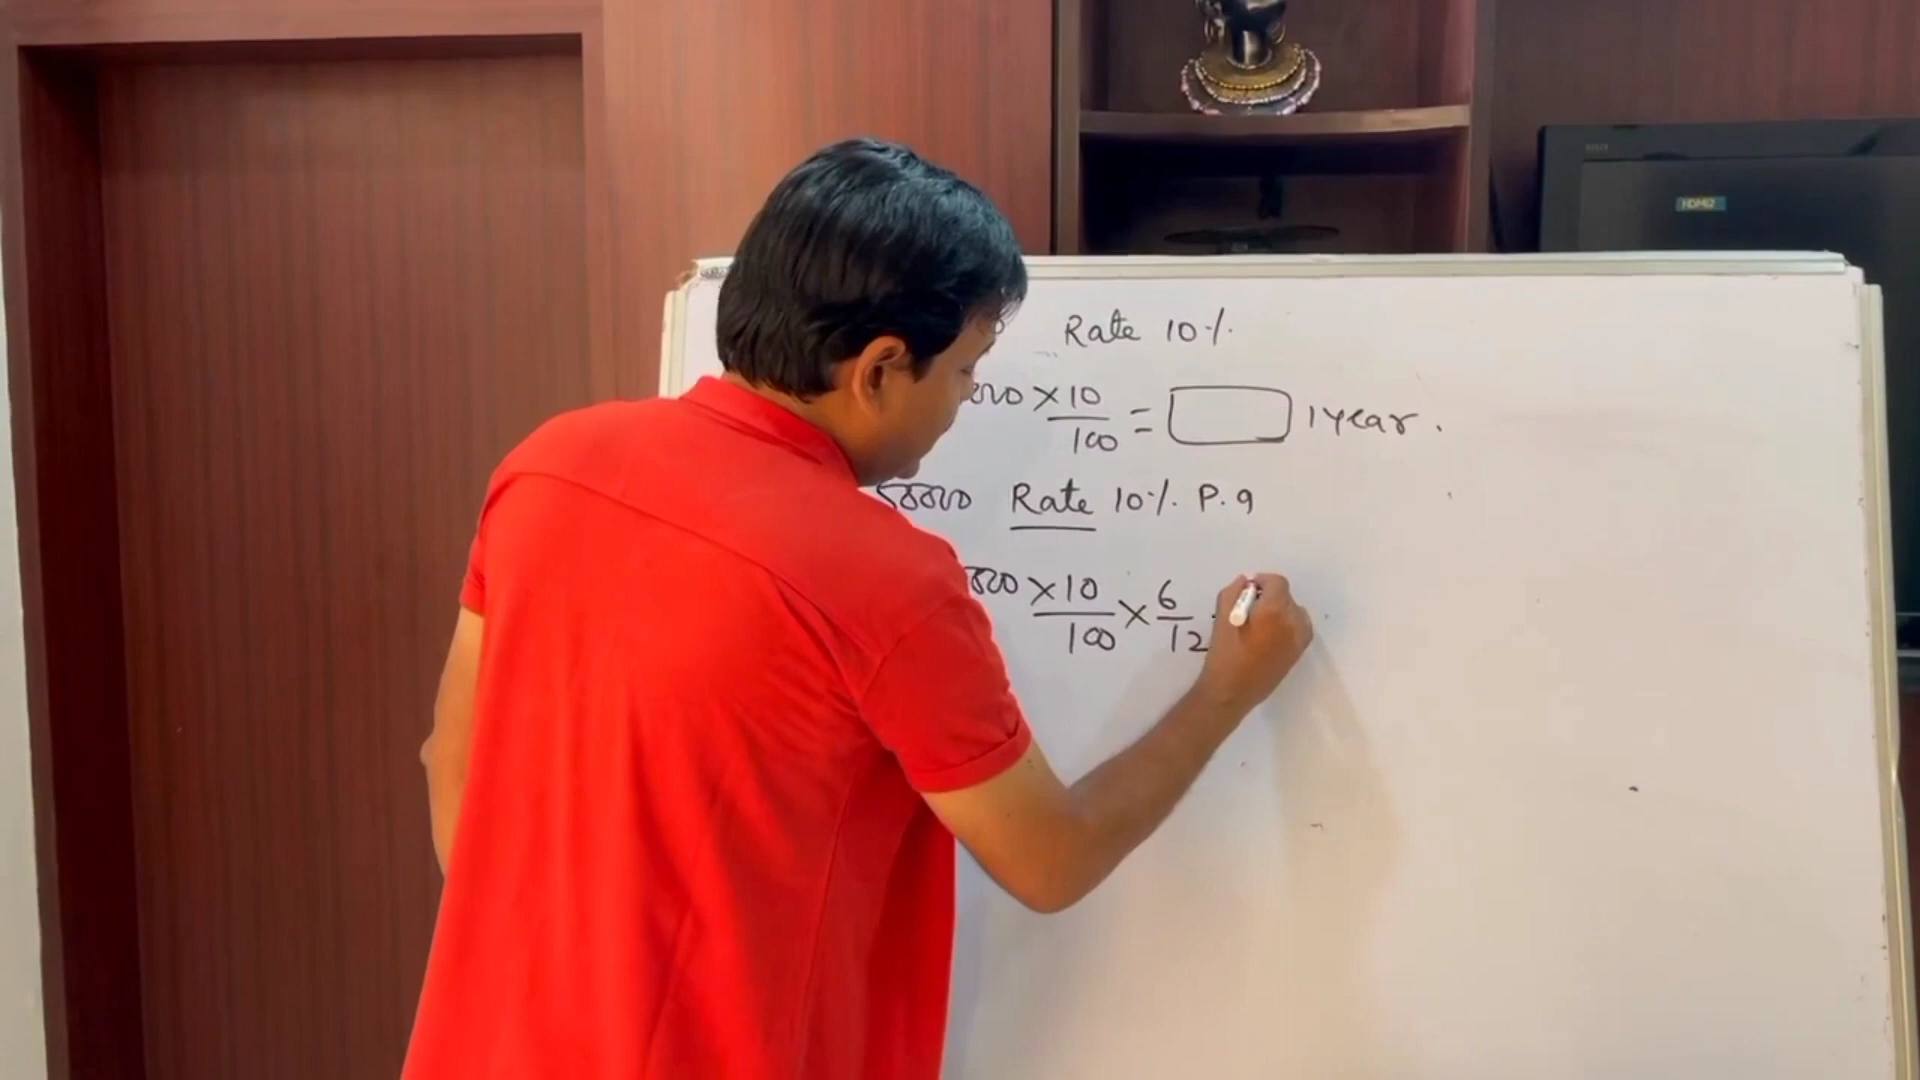 HDMI2
Rate 10%
× 10/100 = 1 year.
Rate 10% P.a
× 10/100 × 6/12